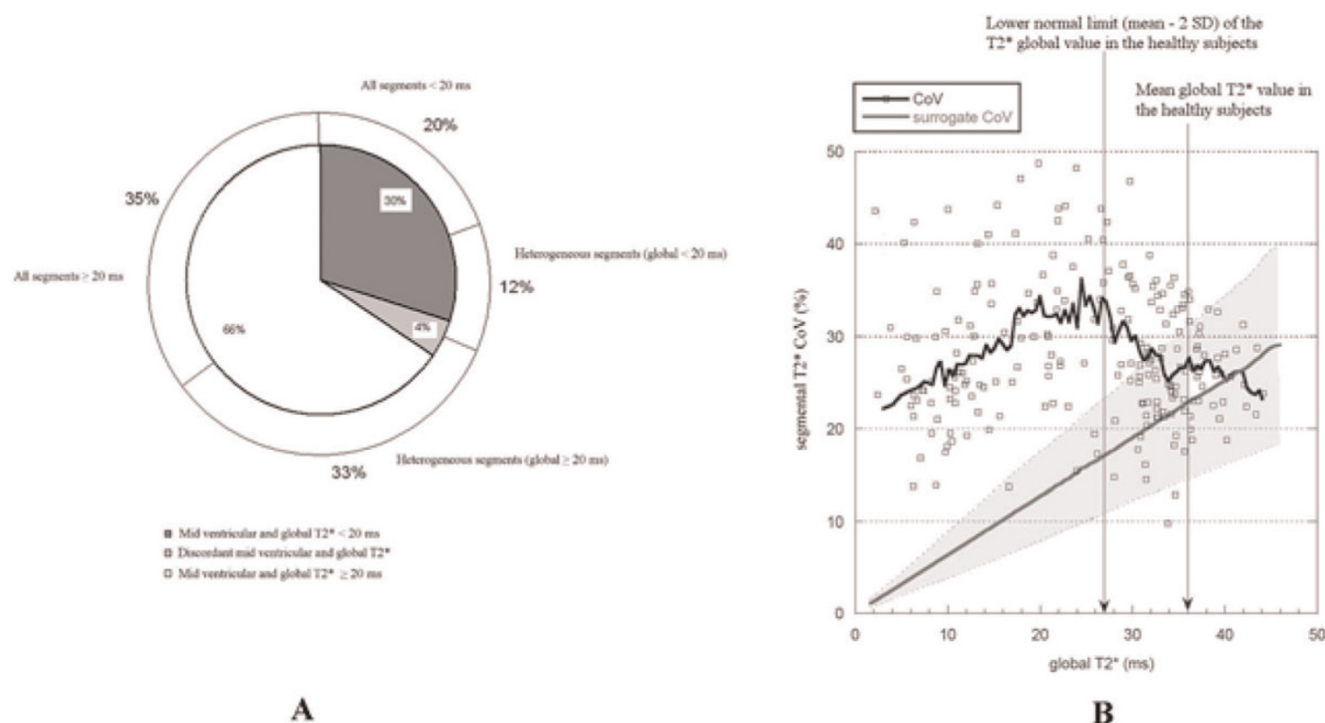 All segments < 20 ms
20%
30%
35%
Heterogeneous segments (global < 20 ms)
12%
All segments ≥ 20 ms
4%
66%
Heterogeneous segments (global ≥ 20 ms)
33%
Mid ventricular and global T2* < 20 ms
Discordant mid ventricular and global T2*
Mid ventricular and global T2* ≥ 20 ms
A
Lower normal limit (mean - 2 SD) of the
T2* global value in the healthy subjects
Mean global T2* value in
the healthy subjects
CoV
surrogate CoV
segmental T2* CoV (%)
50
40
30
20
10
0
0 10 20 30 40 50
global T2* (ms)
B